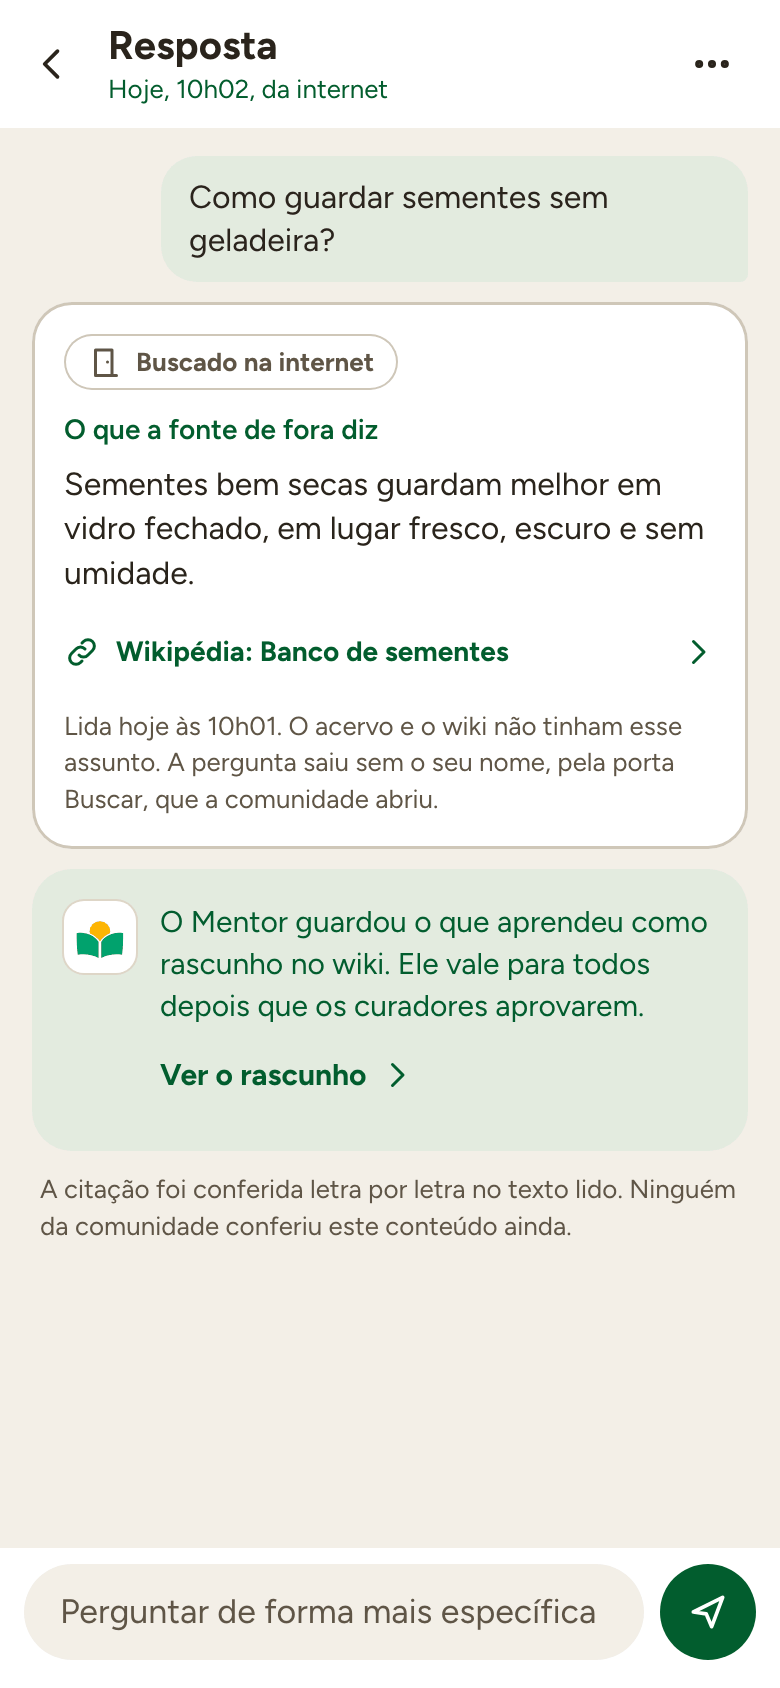 Resposta
Hoje, 10h02, da internet
Como guardar sementes sem
geladeira?
Buscado na internet
O que a fonte de fora diz
Sementes bem secas guardam melhor em
vidro fechado, em lugar fresco, escuro e sem
umidade.
Wikipédia: Banco de sementes
Lida hoje às 10h01. O acervo e o wiki não tinham esse
assunto. A pergunta saiu sem o seu nome, pela porta
Buscar, que a comunidade abriu.
O Mentor guardou o que aprendeu como
rascunho no wiki. Ele vale para todos
depois que os curadores aprovarem.
Ver o rascunho
A citação foi conferida letra por letra no texto lido. Ninguém
da comunidade conferiu este conteúdo ainda.
Perguntar de forma mais específica